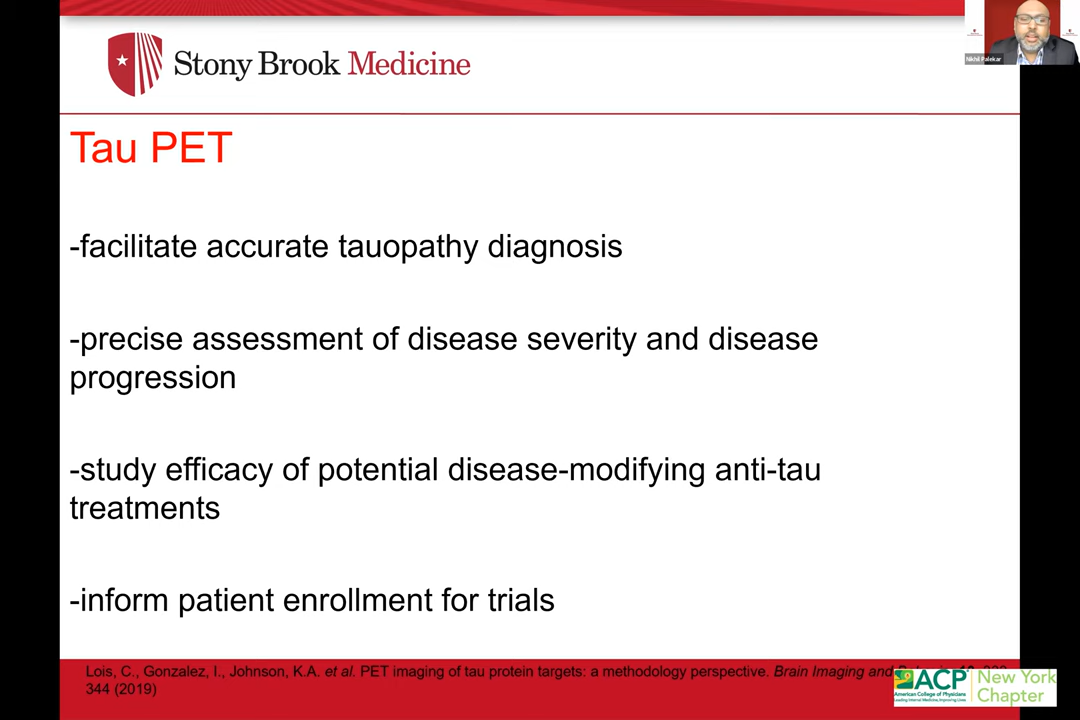 Stony Brook Medicine
Nikhil Palekar
Tau PET
-facilitate accurate tauopathy diagnosis
-precise assessment of disease severity and disease
progression
-study efficacy of potential disease-modifying anti-tau
treatments
-inform patient enrollment for trials
Lois, C., Gonzalez, I., Johnson, K.A. et al. PET imaging of tau protein targets: a methodology perspective. Brain Imaging and
344 (2019)
ACP
American College of Physicians
Leading Internal Medicine, Improving Lives
New York
Chapter